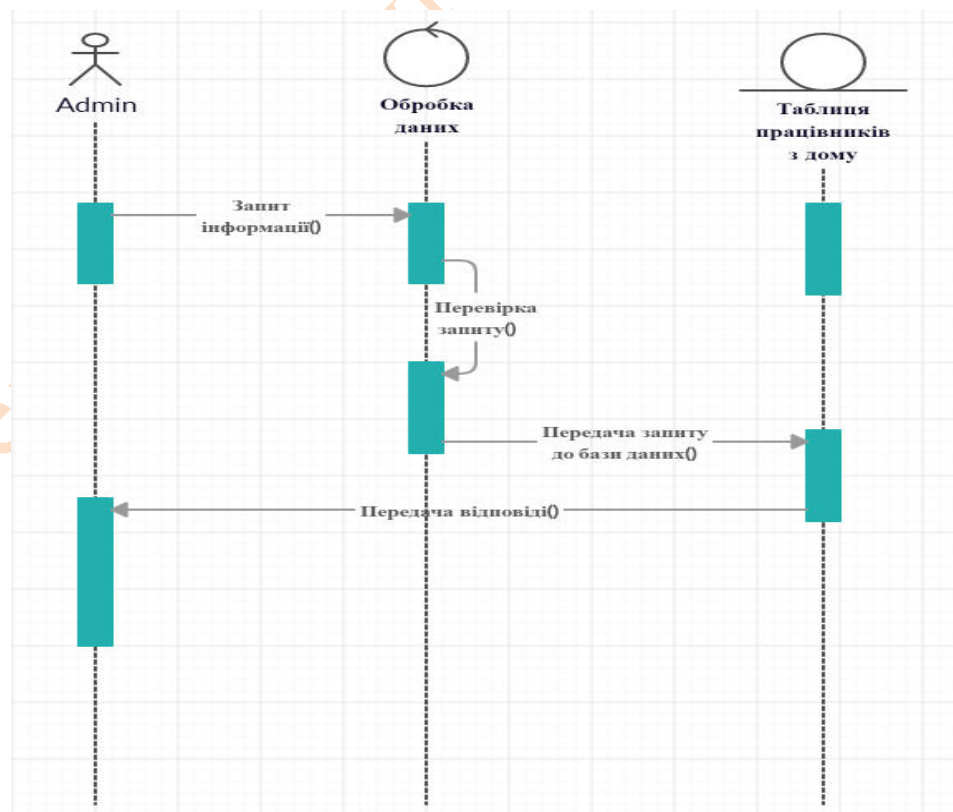 Admin
Обробка
даних
Таблиця
працівників
з дому
Запит
інформації()
Перевірка
запиту()
Передача запиту
до бази даних()
Передача відповіді()